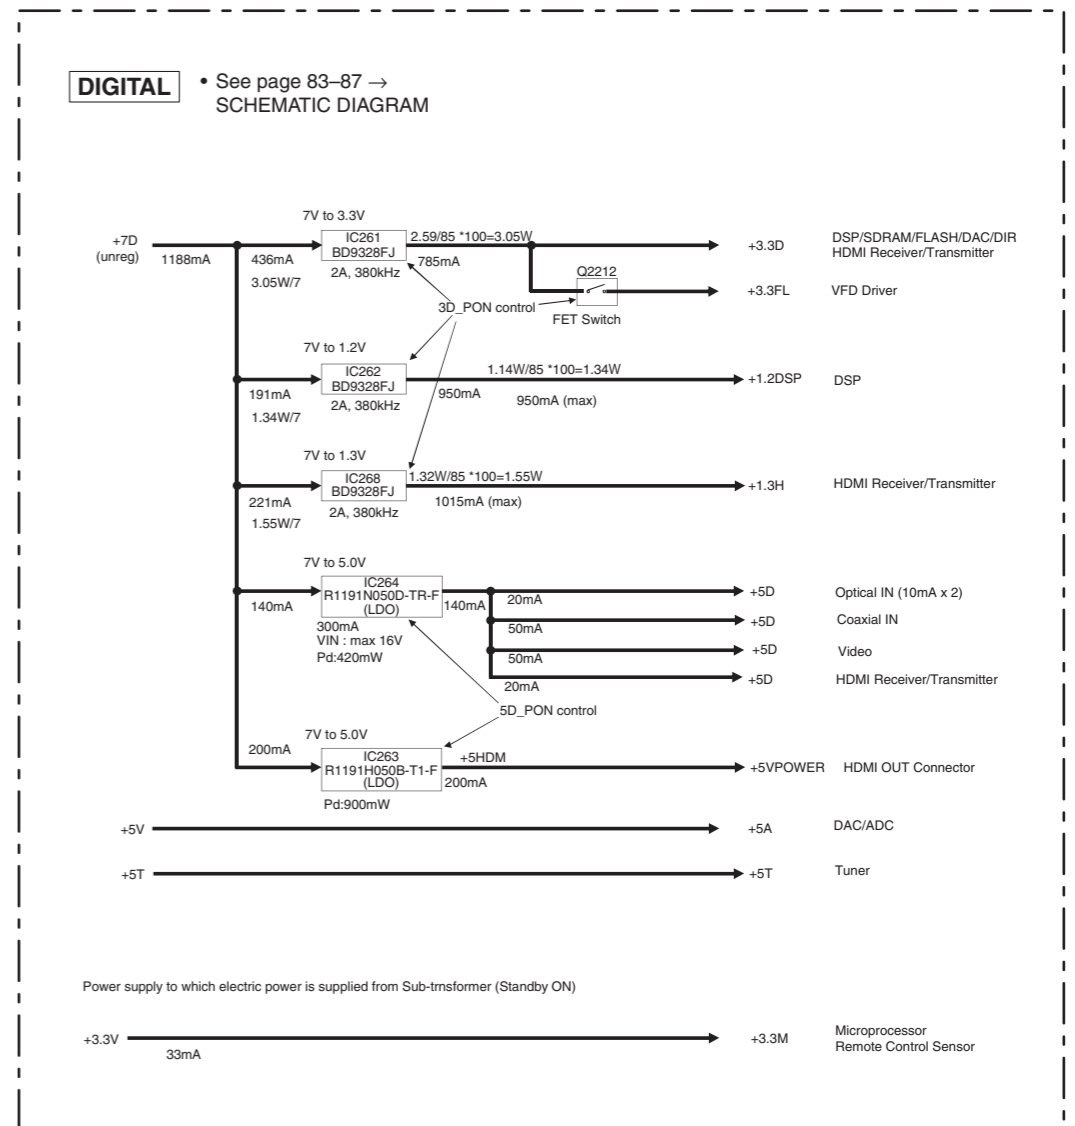 DIGITAL
• See page 83–87 →
SCHEMATIC DIAGRAM
7V to 3.3V
+7D
(unreg)
1188mA
436mA
3.05W/7
IC261
BD9328FJ
2A, 380kHz
2.59/85 *100=3.05W
785mA
+3.3D
DSP/SDRAM/FLASH/DAC/DIR
HDMI Receiver/Transmitter
Q2212
FET Switch
+3.3FL
VFD Driver
3D_PON control
7V to 1.2V
191mA
1.34W/7
IC262
BD9328FJ
2A, 380kHz
1.14W/85 *100=1.34W
950mA
950mA (max)
+1.2DSP
DSP
7V to 1.3V
221mA
1.55W/7
IC268
BD9328FJ
2A, 380kHz
1.32W/85 *100=1.55W
1015mA (max)
+1.3H
HDMI Receiver/Transmitter
7V to 5.0V
140mA
IC264
R1191N050D-TR-F
(LDO)
300mA
VIN : max 16V
Pd:420mW
140mA
20mA
+5D
Optical IN (10mA x 2)
50mA
+5D
Coaxial IN
50mA
+5D
Video
20mA
+5D
HDMI Receiver/Transmitter
5D_PON control
7V to 5.0V
200mA
IC263
R1191H050B-T1-F
(LDO)
Pd:900mW
+5HDM
200mA
+5VPOWER
HDMI OUT Connector
+5V
+5A
DAC/ADC
+5T
+5T
Tuner
Power supply to which electric power is supplied from Sub-trnsformer (Standby ON)
+3.3V
33mA
+3.3M
Microprocessor
Remote Control Sensor